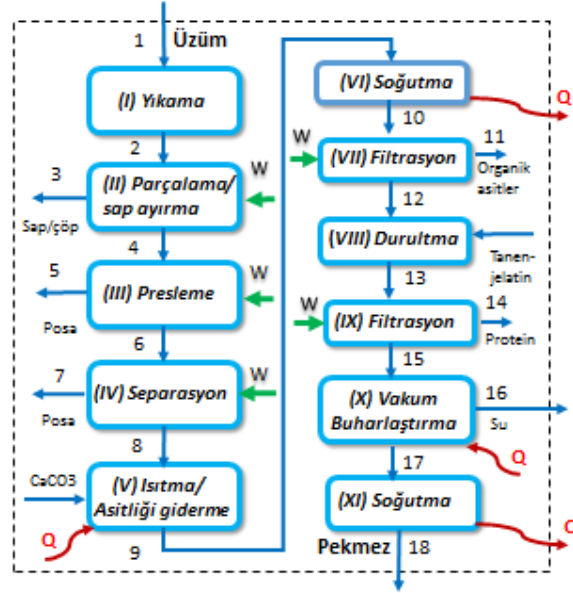 1
Üzüm
(I) Yıkama
2
3
Sap/çöp
(II) Parçalama/
sap ayırma
W
4
5
Posa
(III) Presleme
W
6
7
Posa
(IV) Separasyon
W
8
CaCO3
(V) Isıtma/
Asitliği giderme
Q
9
(VI) Soğutma
Q
10
W
(VII) Filtrasyon
11
Organik
asitler
12
(VIII) Durultma
Tanen-
jelatin
13
W
(IX) Filtrasyon
14
Protein
15
(X) Vakum
Buharlaştırma
16
Su
Q
17
(XI) Soğutma
Q
Pekmez
18